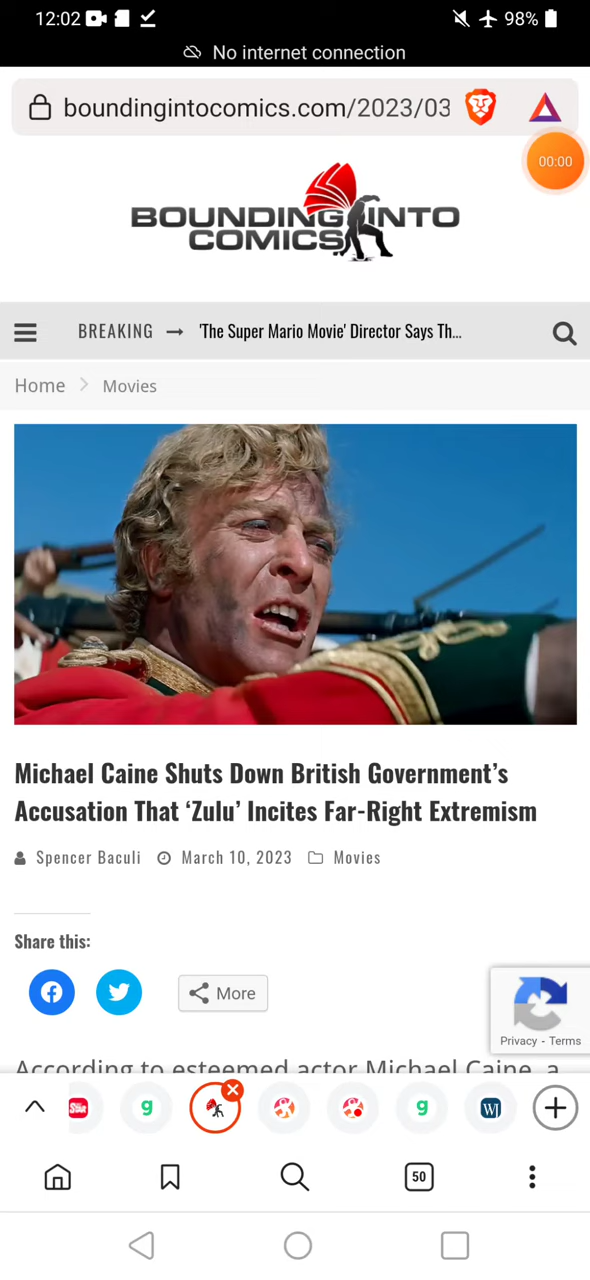 12:02 98%
No internet connection
boundingintocomics.com/2023/03
00:00
BOUNDING INTO
COMICS
BREAKING → 'The Super Mario Movie' Director Says Th...
Home > Movies
Michael Caine Shuts Down British Government's
Accusation That ‘Zulu’ Incites Far-Right Extremism
Spencer Baculi March 10, 2023 Movies
Share this:
More
Privacy - Terms
According to esteemed actor Michael Caine, a
g g WJ
50